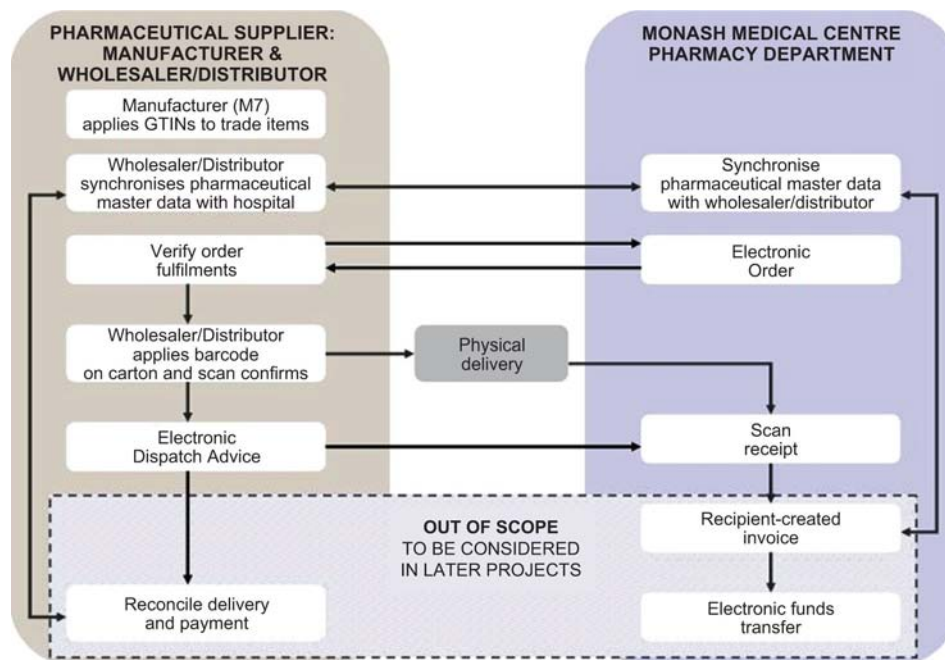 PHARMACEUTICAL SUPPLIER:
MANUFACTURER &
WHOLESALER/DISTRIBUTOR
MONASH MEDICAL CENTRE
PHARMACY DEPARTMENT
Manufacturer (M7)
applies GTINs to trade items
Wholesaler/Distributor
synchronises pharmaceutical
master data with hospital
Synchronise
pharmaceutical master data
with wholesaler/distributor
Verify order
fulfilments
Electronic
Order
Wholesaler/Distributor
applies barcode
on carton and scan confirms
Physical
delivery
Electronic
Dispatch Advice
Scan
receipt
OUT OF SCOPE
TO BE CONSIDERED
IN LATER PROJECTS
Recipient-created
invoice
Reconcile delivery
and payment
Electronic funds
transfer